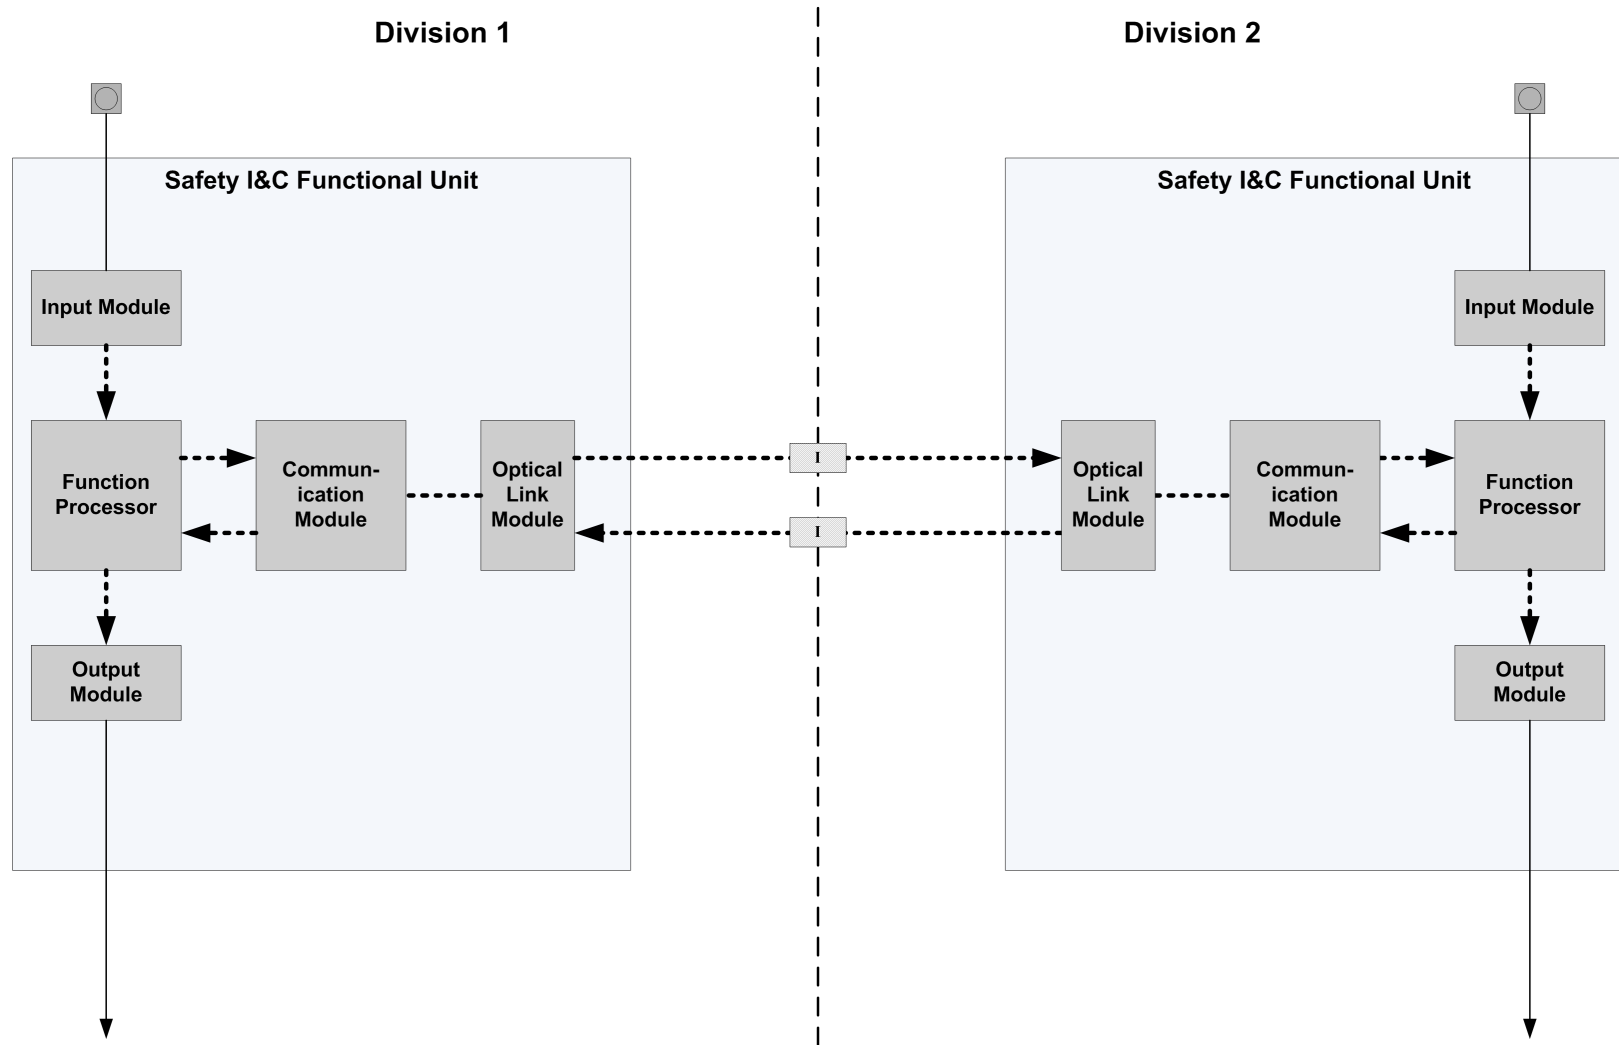 Division 1
Division 2
Safety I&C Functional Unit
Safety I&C Functional Unit
Input Module
Input Module
Function
Processor
Commun-
ication
Module
Optical
Link
Module
I
I
Optical
Link
Module
Commun-
ication
Module
Function
Processor
Output
Module
Output
Module